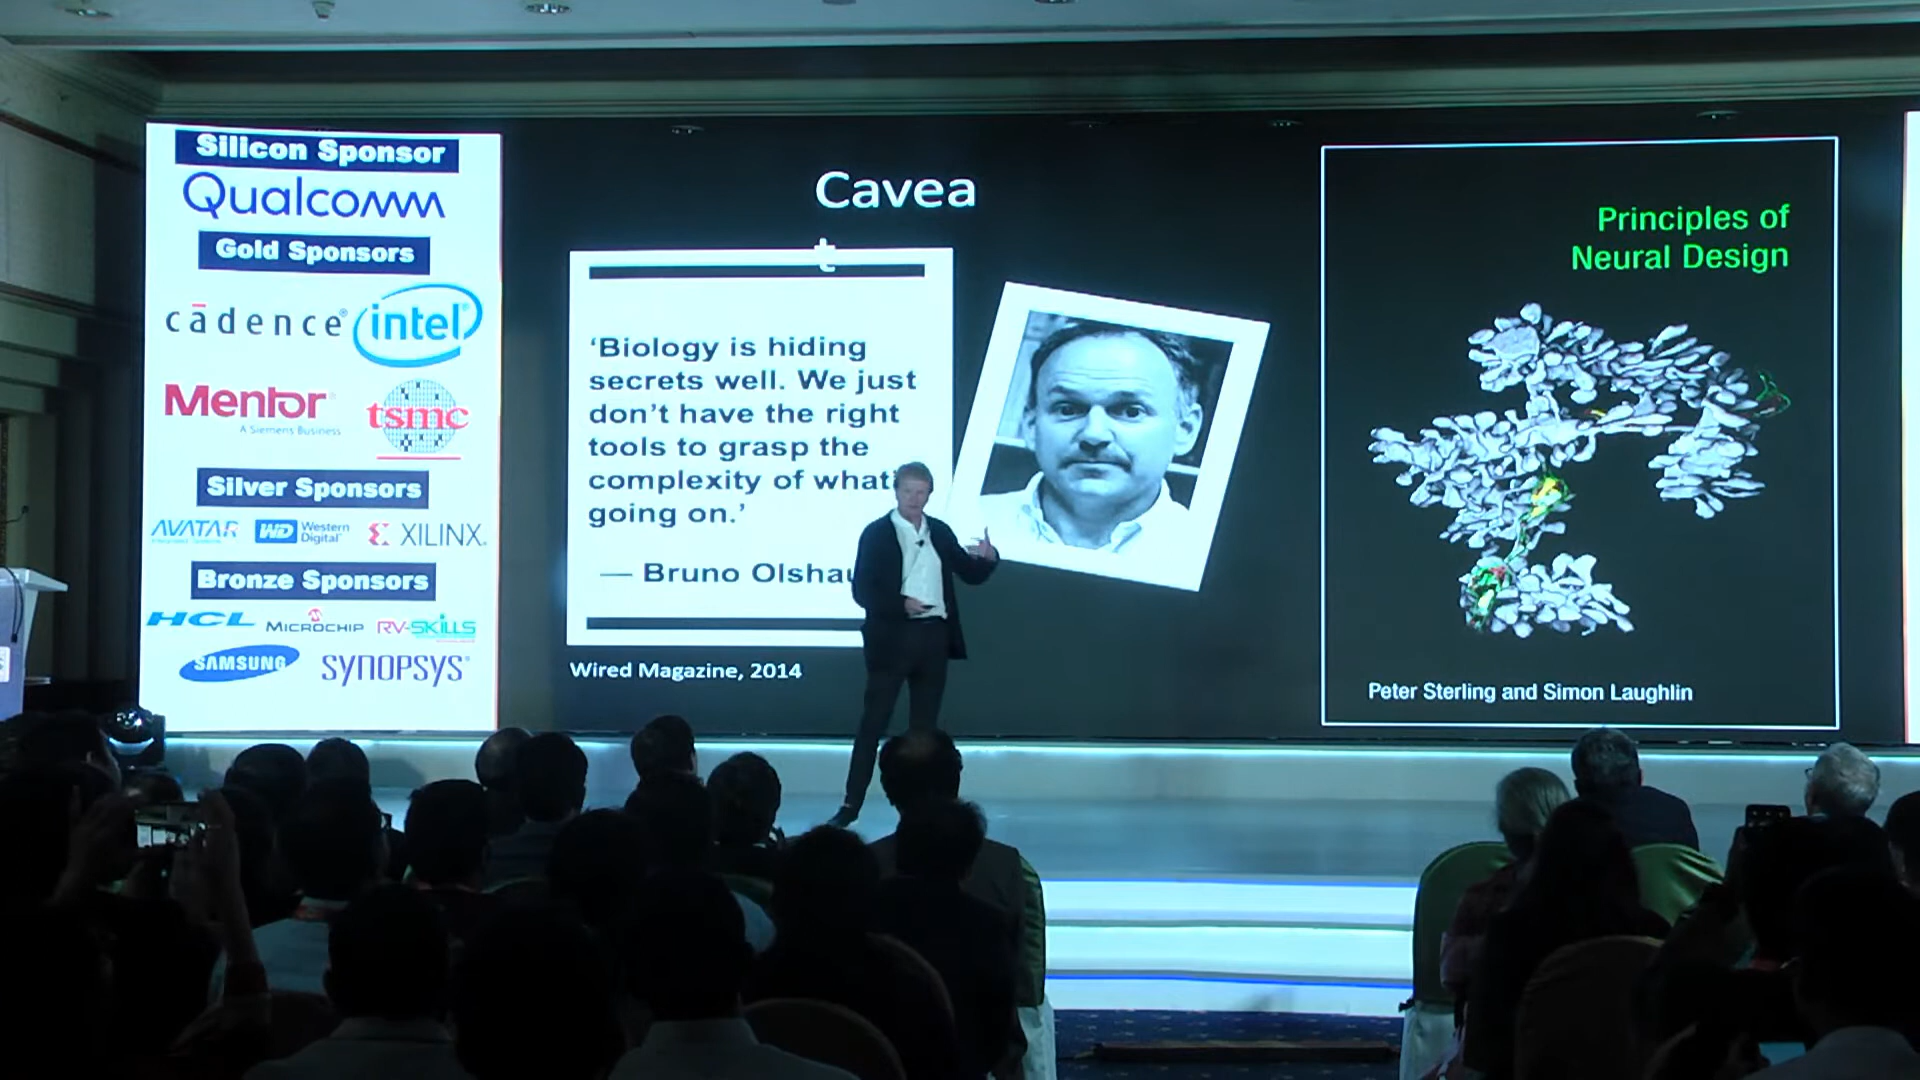 Silicon Sponsor
Qualcomm
Gold Sponsors
cādence®
intel®
Mentor®
A Siemens Business
tsmc
Silver Sponsors
AVATAR
WD Western Digital®
XILINX
Bronze Sponsors
HCL
MICROCHIP
RV-SKILLS
SAMSUNG
SYNOPSYS®
Cavea
t
‘Biology is hiding
secrets well. We just
don’t have the right
tools to grasp the
complexity of what
going on.’
— Bruno Olshau
Wired Magazine, 2014
Principles of
Neural Design
Peter Sterling and Simon Laughlin